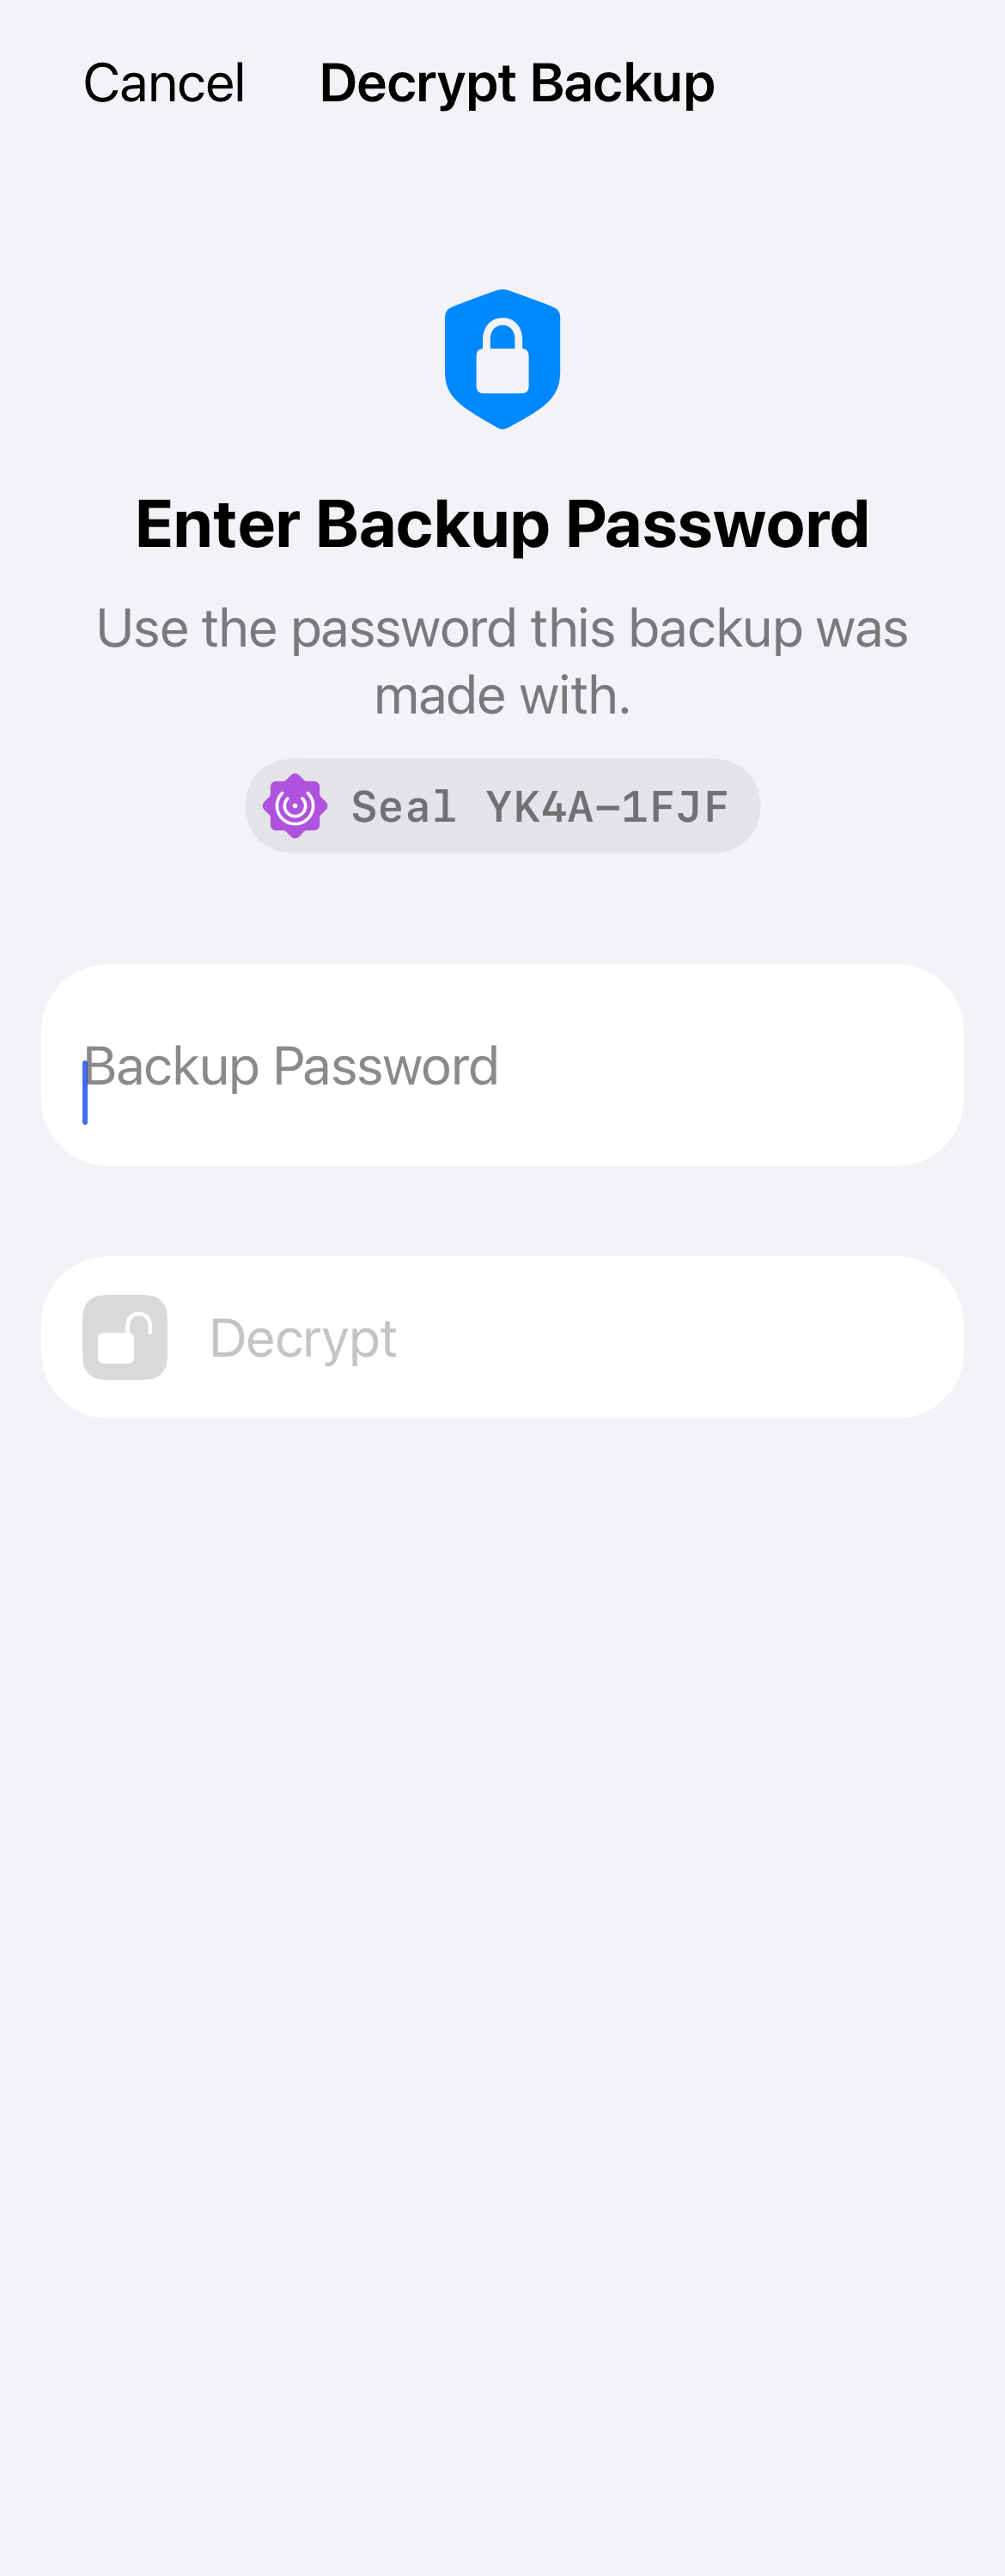 Cancel
Decrypt Backup
Enter Backup Password
Use the password this backup was
made with.
Seal YK4A–1FJF
Backup Password
Decrypt